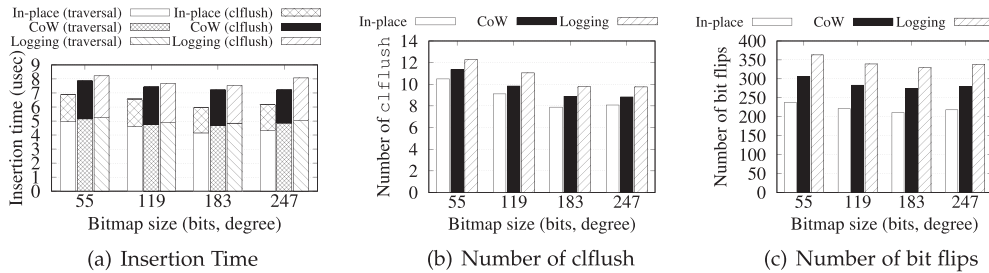 In-place (traversal) In-place (clflush)
CoW (traversal) CoW (clflush)
Logging (traversal) Logging (clflush)
Insertion time (usec)
9
8
7
6
5
4
3
2
1
0
55 119 183 247
Bitmap size (bits, degree)
(a) Insertion Time
In-place CoW Logging
Number of clflush
14
12
10
8
6
4
2
0
55 119 183 247
Bitmap size (bits, degree)
(b) Number of clflush
In-place CoW Logging
Number of bit flips
400
350
300
250
200
150
100
50
0
55 119 183 247
Bitmap size (bits, degree)
(c) Number of bit flips